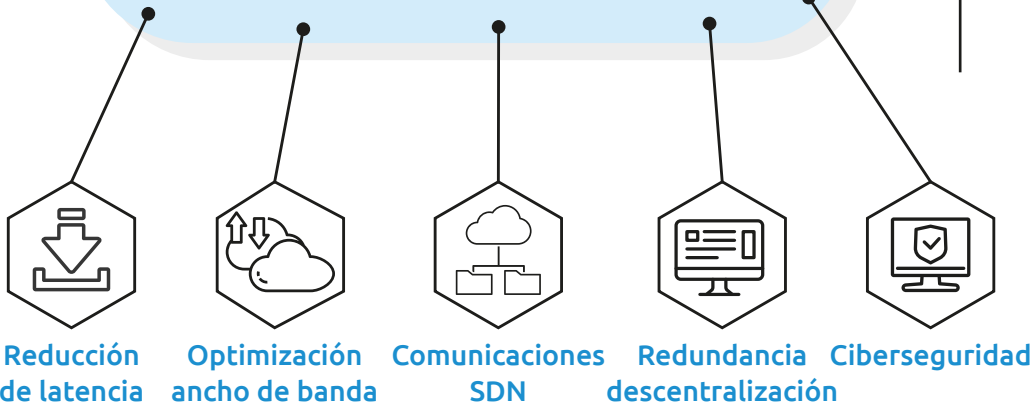 Reducción
de latencia
Optimización
ancho de banda
Comunicaciones
SDN
Redundancia
descentralización
Ciberseguridad